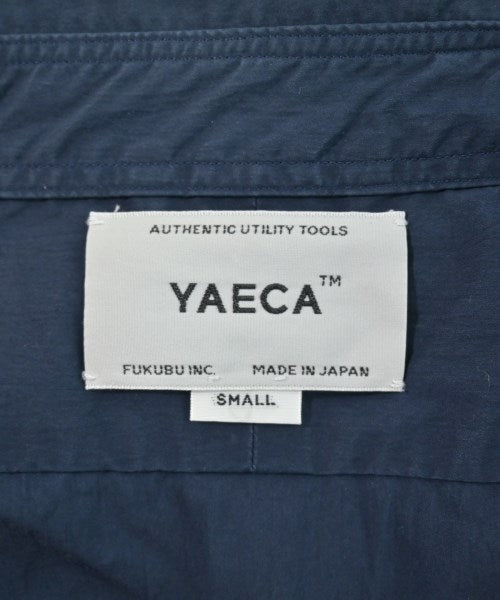 AUTHENTIC UTILITY TOOLS
YAECA™
FUKUBU INC. MADE IN JAPAN
SMALL